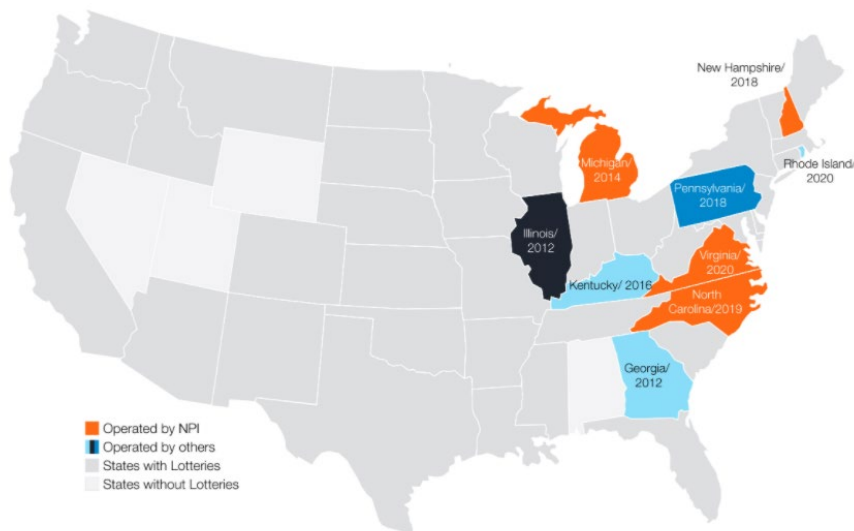 New Hampshire/
2018
Rhode Island/
2020
Michigan/
2014
Pennsylvania/
2018
Illinois/
2012
Virginia/
2020
Kentucky/ 2016
North
Carolina/2019
Georgia/
2012
Operated by NPI
Operated by others
States with Lotteries
States without Lotteries